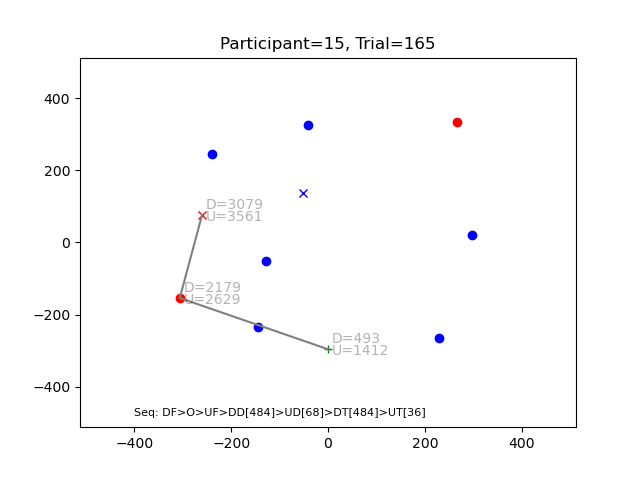 Participant=15, Trial=165
400
200
0
−200
−400
D=3079
U=3561
D=2179
U=2629
D=493
U=1412
Seq: DF>O>UF>DD[484]>UD[68]>DT[484]>UT[36]
−400
−200
0
200
400